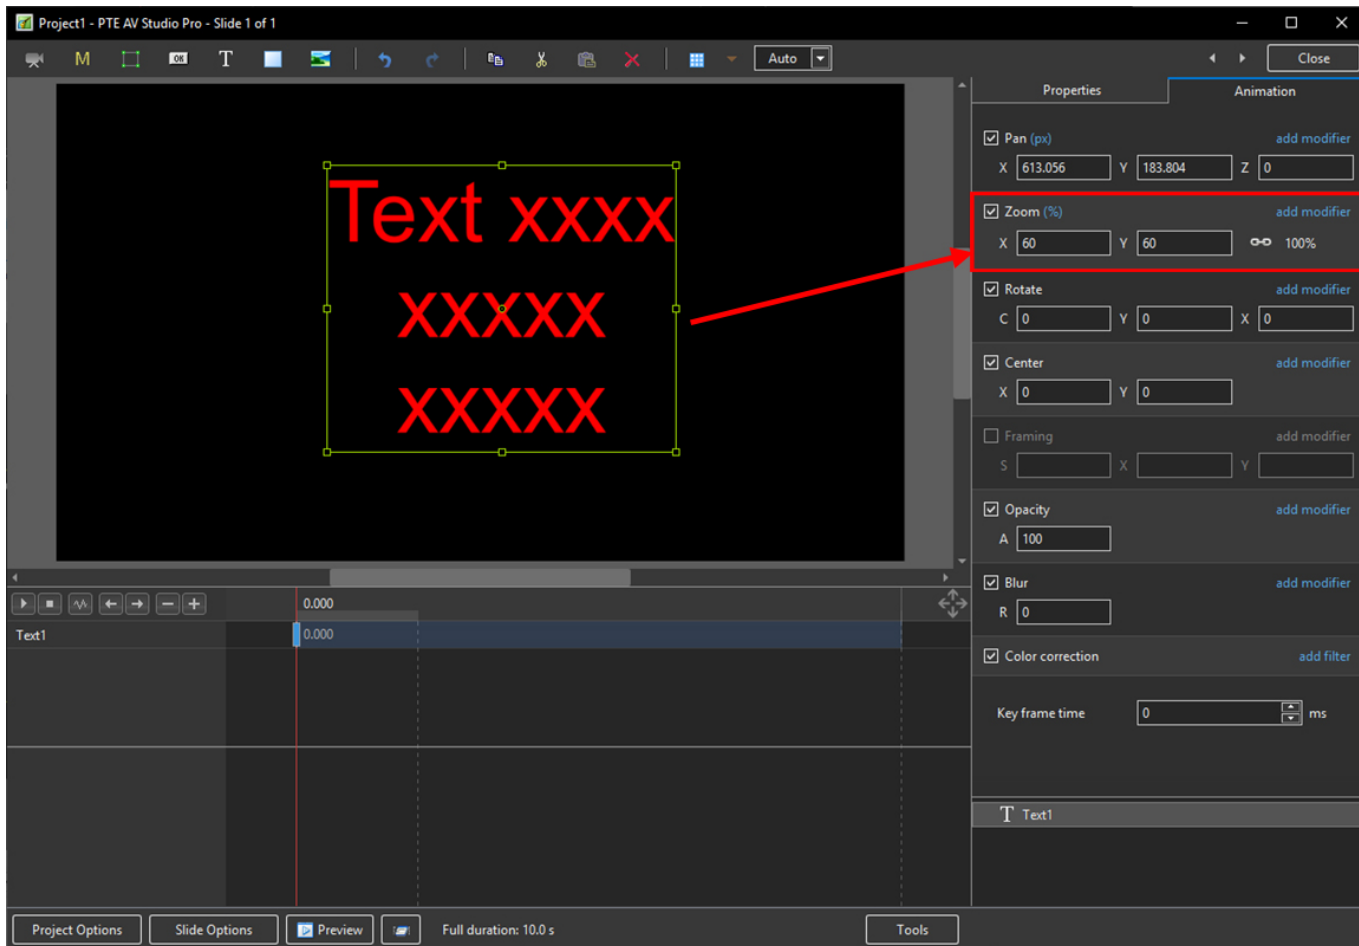 Project1 - PTE AV Studio Pro - Slide 1 of 1
M OK T Auto Close
Properties Animation
Text xxxx
xxxxx
xxxxx
Pan (px) add modifier
X 613.056 Y 183.804 Z 0
Zoom (%) add modifier
X 60 Y 60 100%
Rotate add modifier
C 0 Y 0 X 0
Center add modifier
X 0 Y 0
Framing add modifier
S X Y
Opacity add modifier
A 100
Blur add modifier
R 0
Color correction add filter
Key frame time 0 ms
T Text1
0.000
Text1 0.000
Project Options Slide Options Preview Full duration: 10.0 s Tools